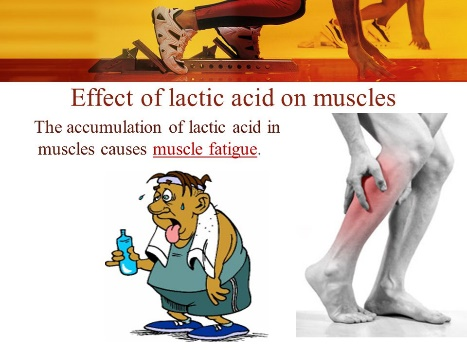 Effect of lactic acid on muscles
The accumulation of lactic acid in
muscles causes muscle fatigue.